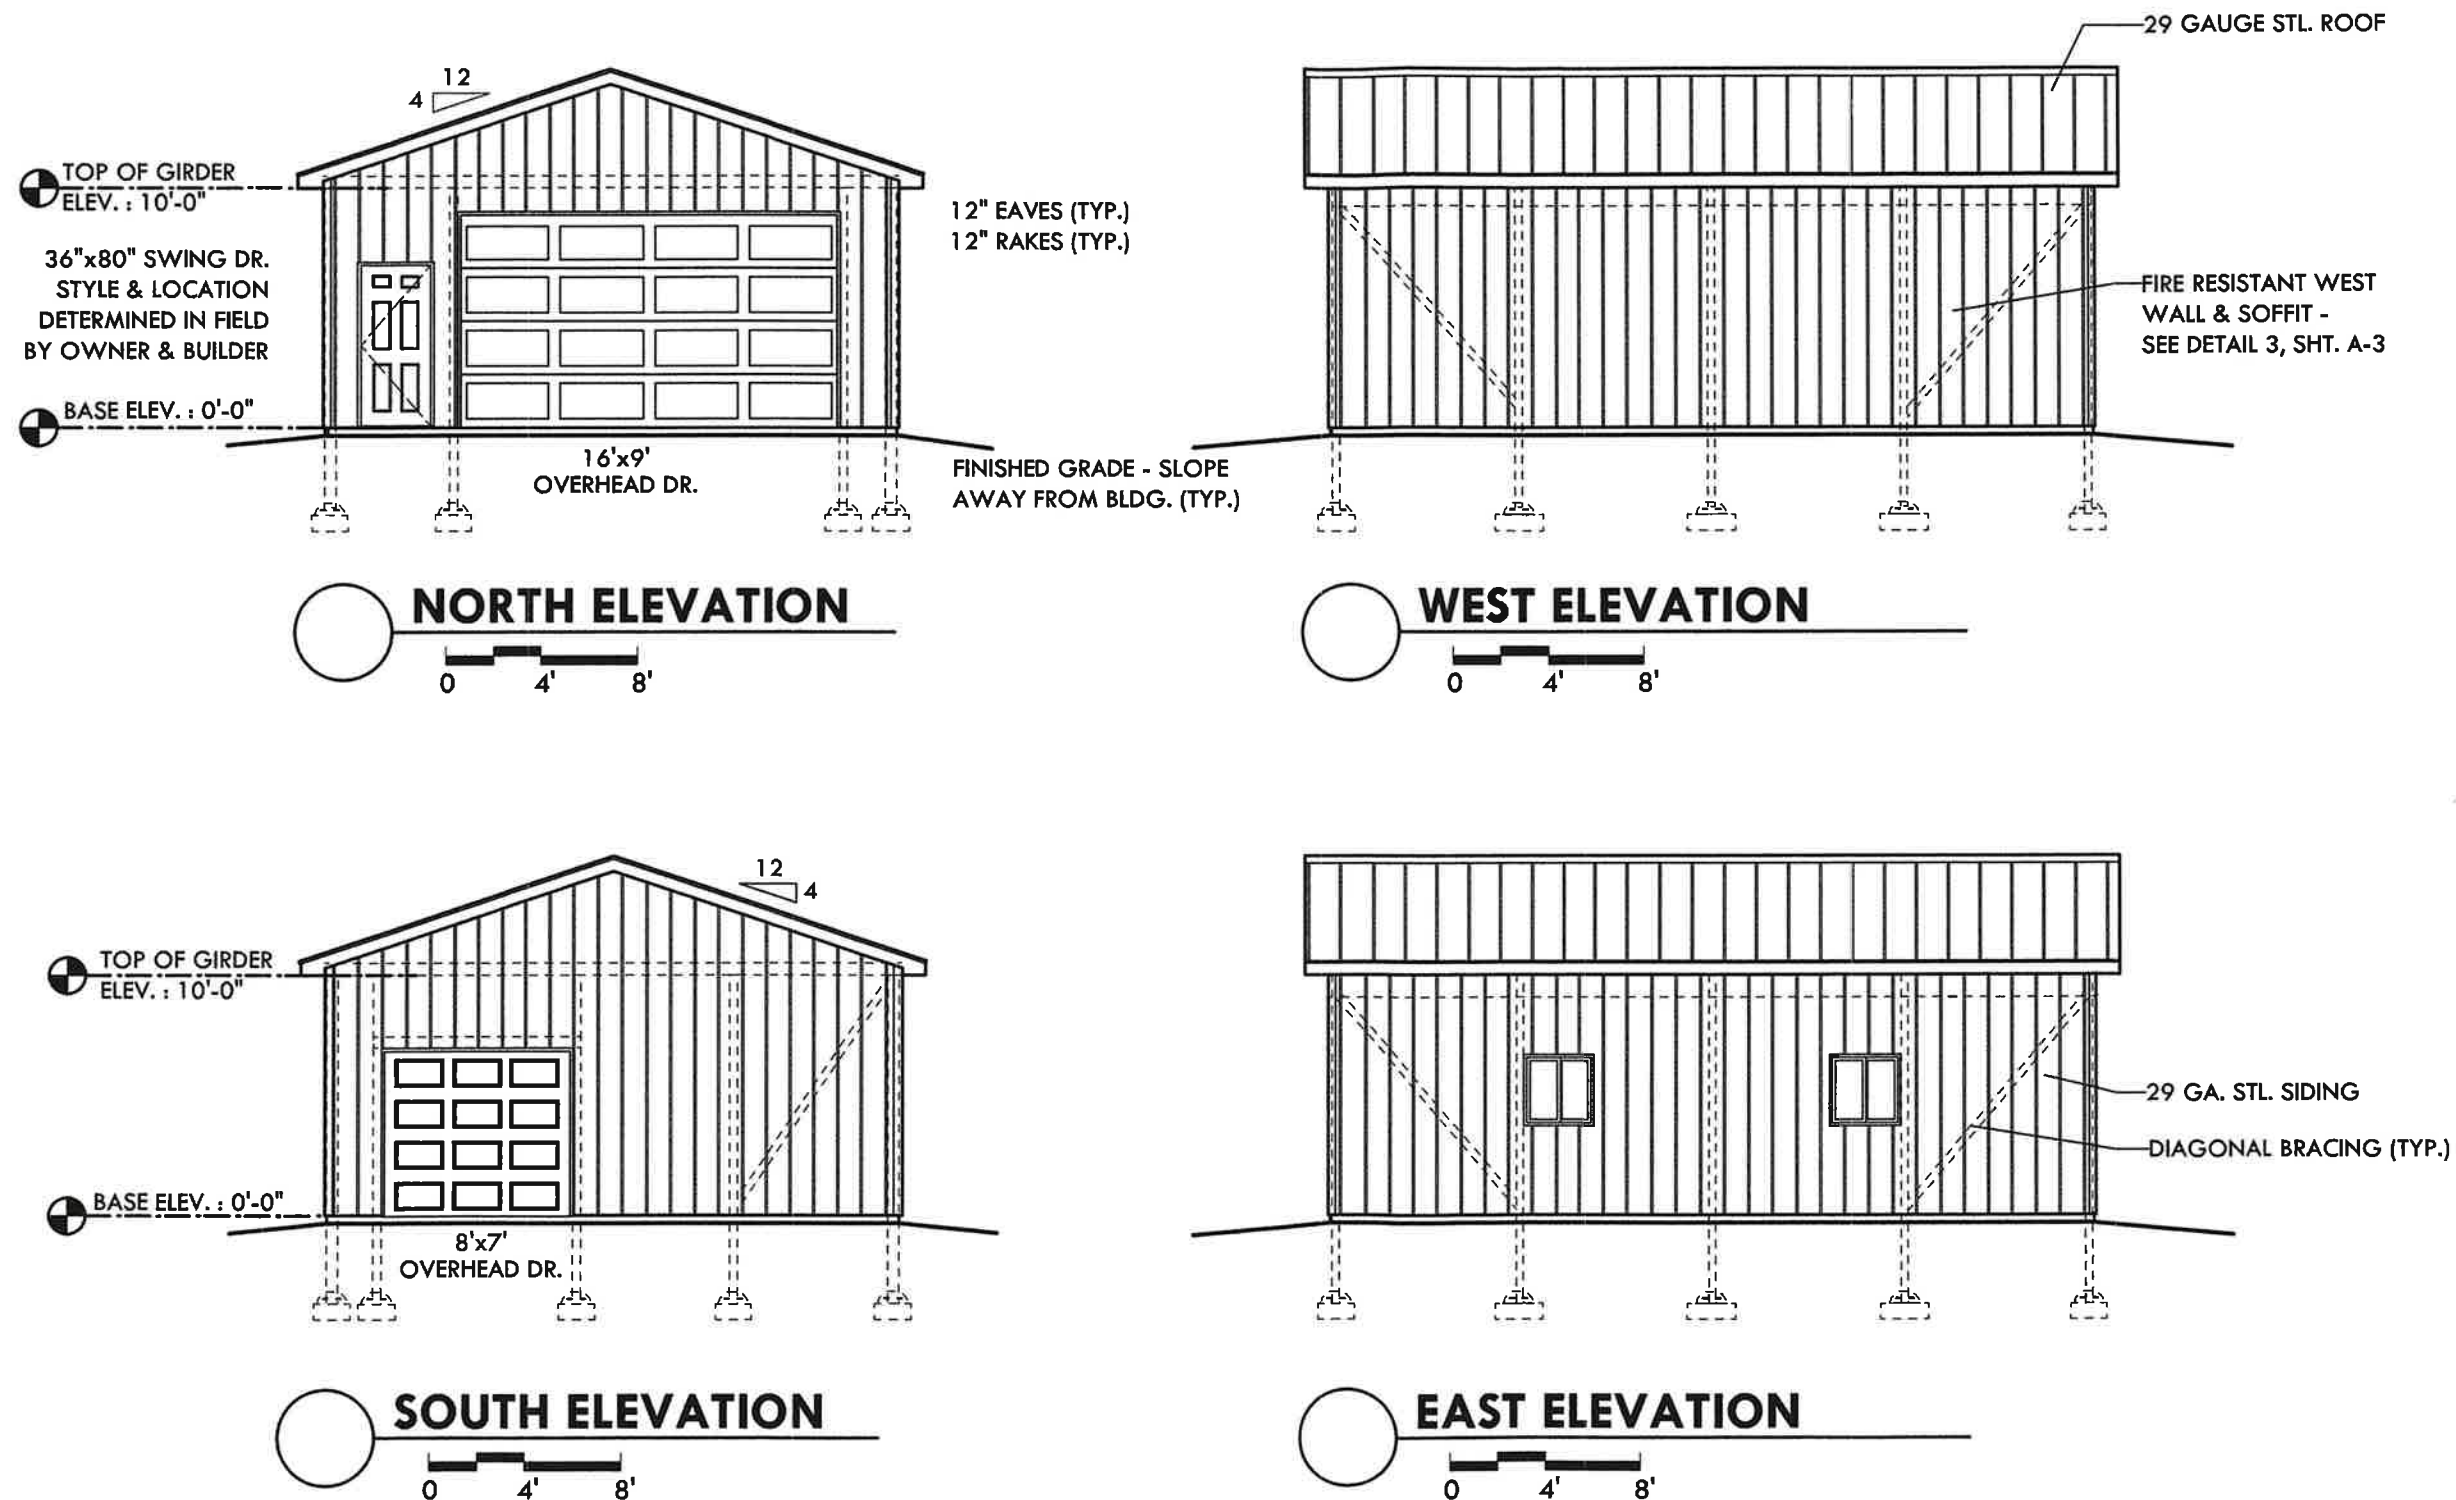 12
4
TOP OF GIRDER
ELEV. : 10'-0"
36"x80" SWING DR.
STYLE & LOCATION
DETERMINED IN FIELD
BY OWNER & BUILDER
BASE ELEV. : 0'-0"
12" EAVES (TYP.)
12" RAKES (TYP.)
16'x9'
OVERHEAD DR.
FINISHED GRADE - SLOPE
AWAY FROM BLDG. (TYP.)
NORTH ELEVATION
0 4' 8'
29 GAUGE STL. ROOF
FIRE RESISTANT WEST
WALL & SOFFIT -
SEE DETAIL 3, SHT. A-3
WEST ELEVATION
0 4' 8'
12
4
TOP OF GIRDER
ELEV. : 10'-0"
BASE ELEV. : 0'-0"
8'x7'
OVERHEAD DR.
SOUTH ELEVATION
0 4' 8'
29 GA. STL. SIDING
DIAGONAL BRACING (TYP.)
EAST ELEVATION
0 4' 8'